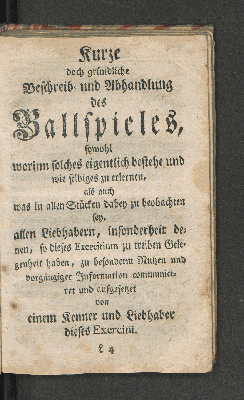 Kurze
doch gründliche
Beschreib- und Abhandlung
des
Ballspieles,
sowohl
worinn solches eigentlich bestehe und
wie selbiges zu erlernen,
als auch
was in allen Stücken dabey zu beobachten
sey,
allen Liebhabern, insonderheit de-
nen, so dieses Exercitium zu treiben Gele-
genheit haben, zu besonderm Nutzen und
vorgängiger Information communici-
ret und aufgesetzet
von
einem Kenner und Liebhaber
dieses Exercitii.
L 4